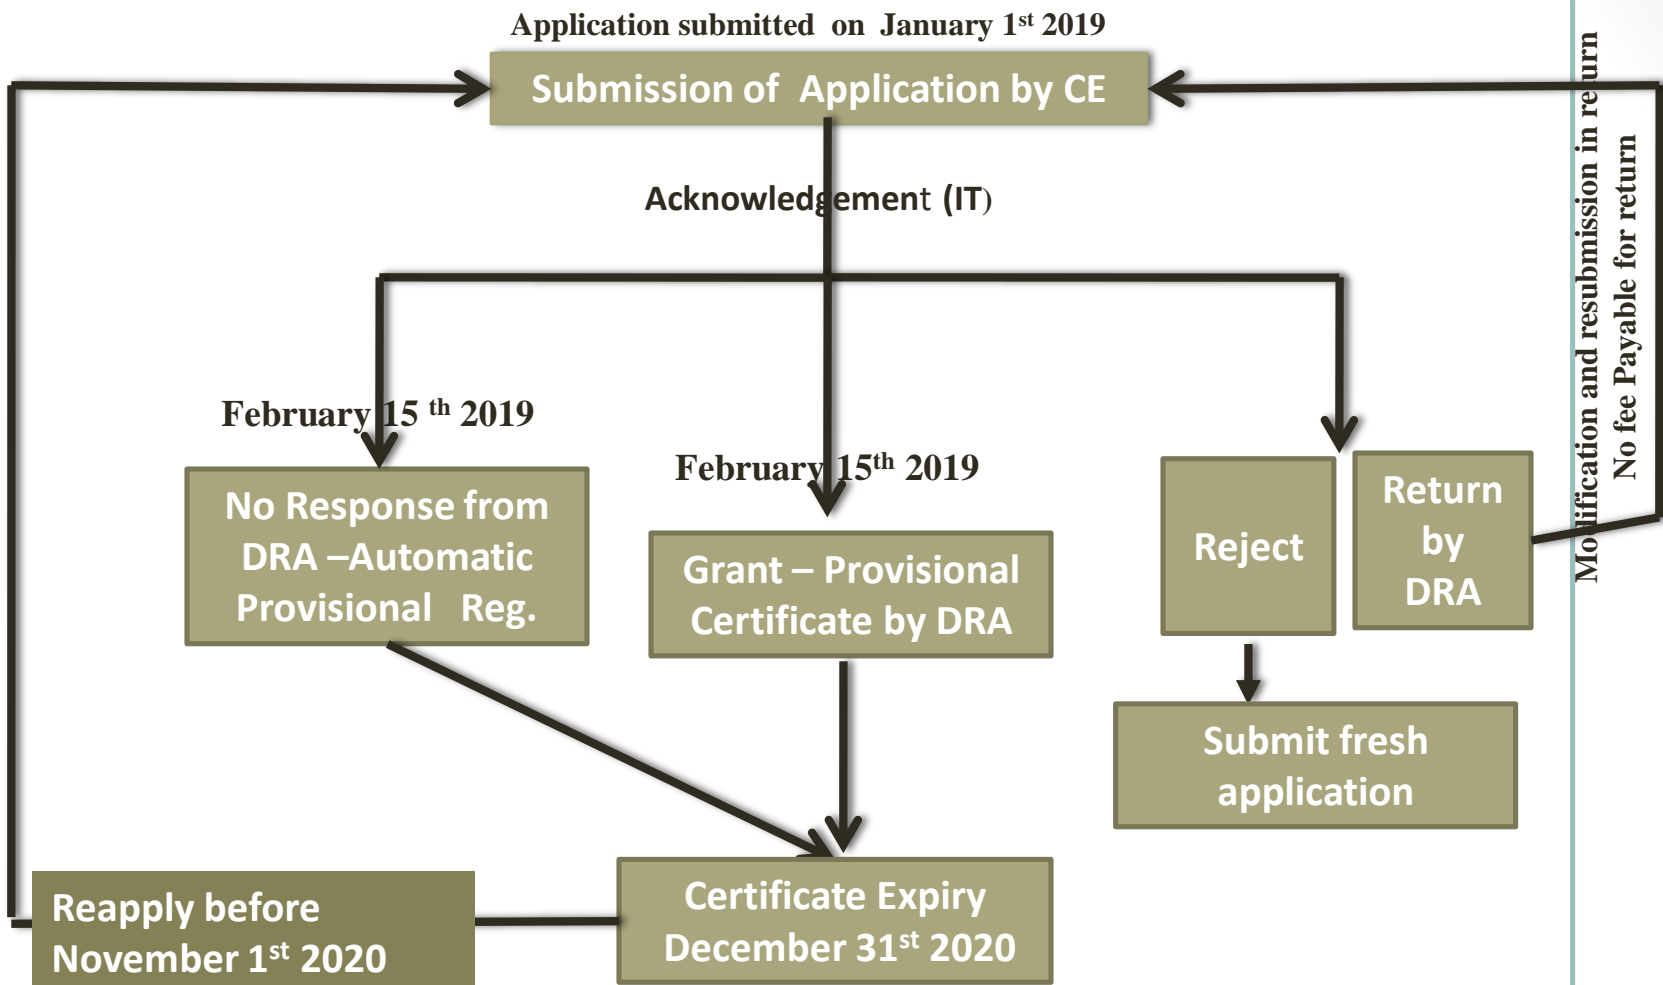 Application submitted on January 1st 2019
Submission of Application by CE
Acknowledgement (IT)
February 15 th 2019
No Response from
DRA –Automatic
Provisional Reg.
February 15th 2019
Grant – Provisional
Certificate by DRA
Reject
Return
by
DRA
Modification and resubmission in return
No fee Payable for return
Submit fresh
application
Certificate Expiry
December 31st 2020
Reapply before
November 1st 2020